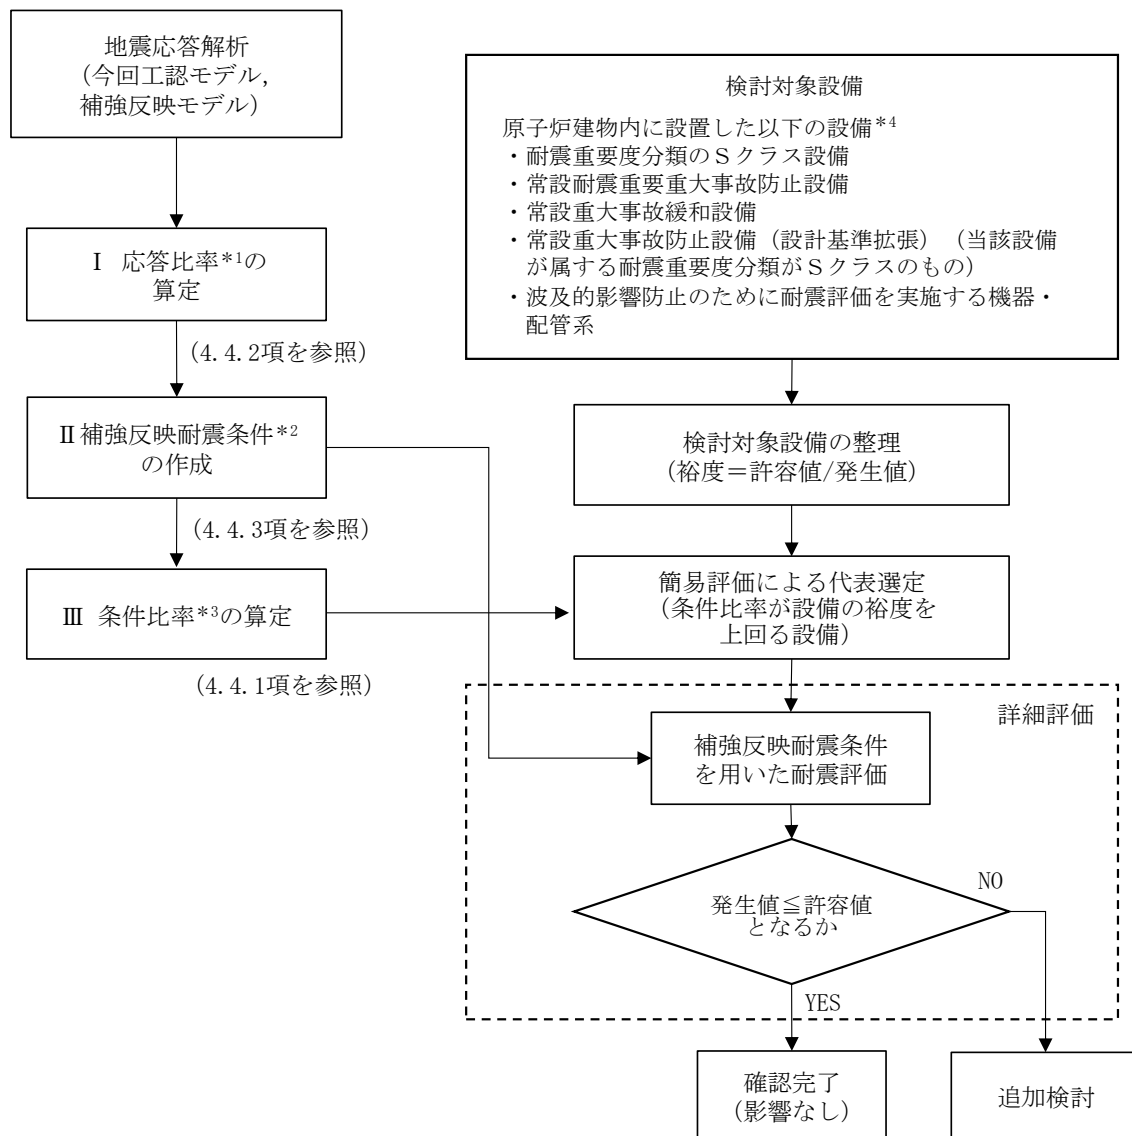 地震応答解析
(今回工認モデル,
補強反映モデル)
Ⅰ 応答比率*1の
算定
(4.4.2項を参照)
Ⅱ補強反映耐震条件*2
の作成
(4.4.3項を参照)
Ⅲ 条件比率*3の算定
(4.4.1項を参照)
検討対象設備
原子炉建物内に設置した以下の設備*4
・耐震重要度分類のSクラス設備
・常設耐震重要重大事故防止設備
・常設重大事故緩和設備
・常設重大事故防止設備(設計基準拡張)(当該設備
が属する耐震重要度分類がSクラスのもの)
・波及的影響防止のために耐震評価を実施する機器・
配管系
検討対象設備の整理
(裕度=許容値/発生値)
簡易評価による代表選定
(条件比率が設備の裕度を
上回る設備)
詳細評価
補強反映耐震条件
を用いた耐震評価
発生値≦許容値
となるか
NO
YES
確認完了
(影響なし)
追加検討